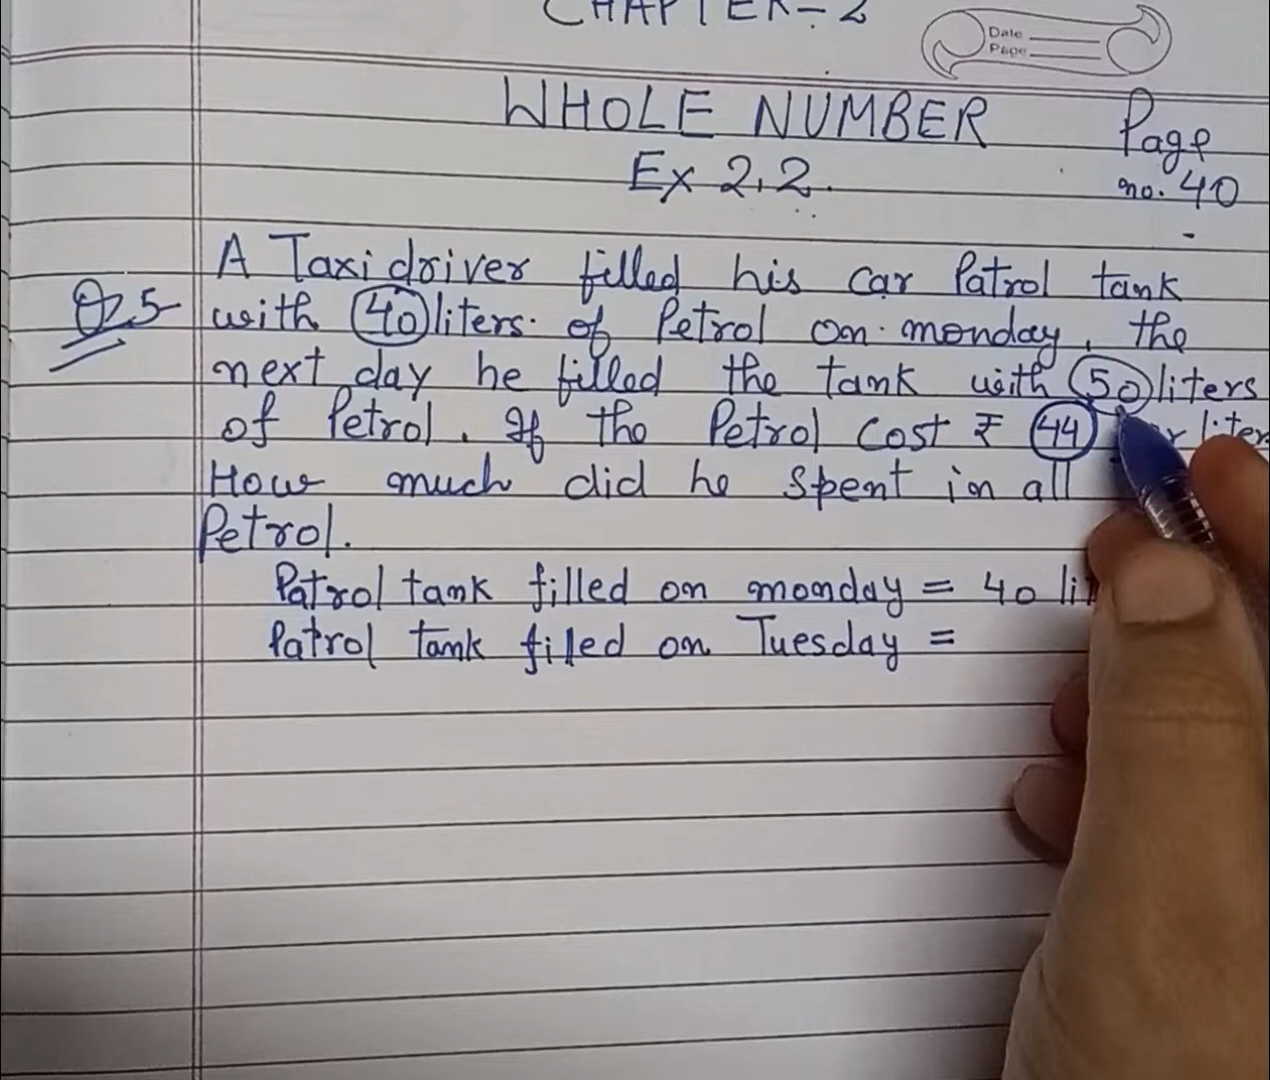 CHAPTER-2
Date
Page
WHOLE NUMBER
Page
Ex 2.2.
no. 40
Q 5
A Taxi driver filled his car Patrol tank
with 40 liters. of Petrol on monday, the
next day he filled the tank with 50 liters
of Petrol. If the Petrol cost ₹ 44 liter
How much did he spent in all
Petrol.
Patrol tank filled on monday = 40
Patrol tank filled on Tuesday =